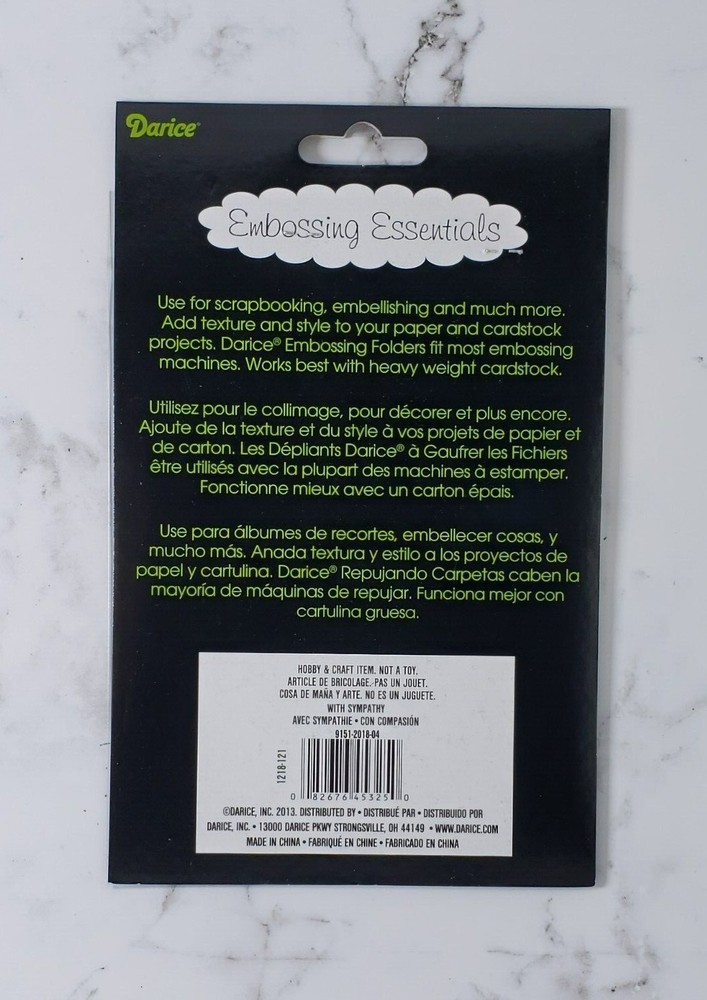 Darice®
Embossing Essentials
Use for scrapbooking, embellishing and much more.
Add texture and style to your paper and cardstock
projects. Darice® Embossing Folders fit most embossing
machines. Works best with heavy weight cardstock.
Utilisez pour le collimage, pour décorer et plus encore.
Ajoute de la texture et du style à vos projets de papier et
de carton. Les Dépliants Darice® à Gaufrer les Fichiers
être utilisés avec la plupart des machines à estamper.
Fonctionne mieux avec un carton épais.
Use para álbumes de recortes, embellecer cosas, y
mucho más. Anada textura y estilo a los proyectos de
papel y cartulina. Darice® Repujando Carpetas caben la
mayoría de máquinas de repujar. Funciona mejor con
cartulina gruesa.
HOBBY & CRAFT ITEM. NOT A TOY.
ARTICLE DE BRICOLAGE. PAS UN JOUET.
COSA DE MAÑA Y ARTE. NO ES UN JUGUETE.
WITH SYMPATHY
AVEC SYMPATHIE • CON COMPASIÓN
9151-2018-04
1218-121
0 82676 45325 0
©DARICE, INC. 2013. DISTRIBUTED BY • DISTRIBUÉ PAR • DISTRIBUIDO POR
DARICE, INC. • 13000 DARICE PKWY STRONGSVILLE, OH 44149 • WWW.DARICE.COM
MADE IN CHINA • FABRIQUÉ EN CHINE • FABRICADO EN CHINA